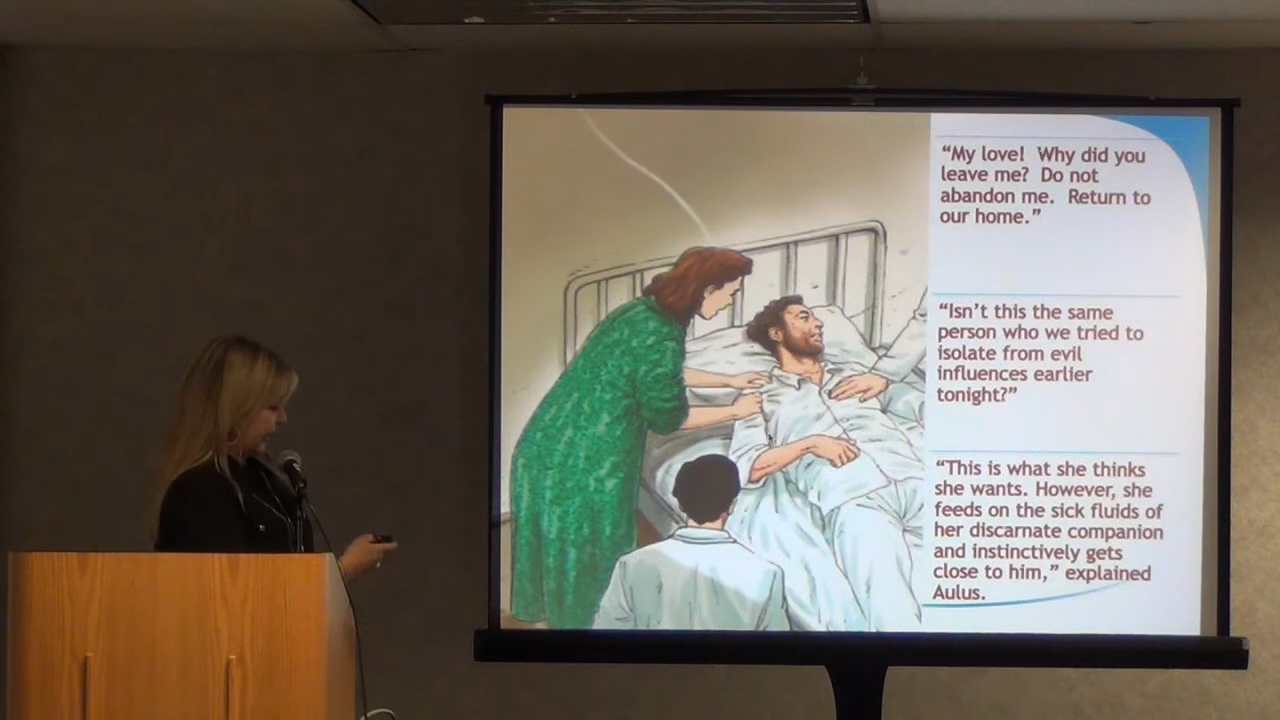 “My love!  Why did you
leave me?  Do not
abandon me.  Return to
our home.”
“Isn’t this the same
person who we tried to
isolate from evil
influences earlier
tonight?”
“This is what she thinks
she wants. However, she
feeds on the sick fluids of
her discarnate companion
and instinctively gets
close to him,” explained
Aulus.